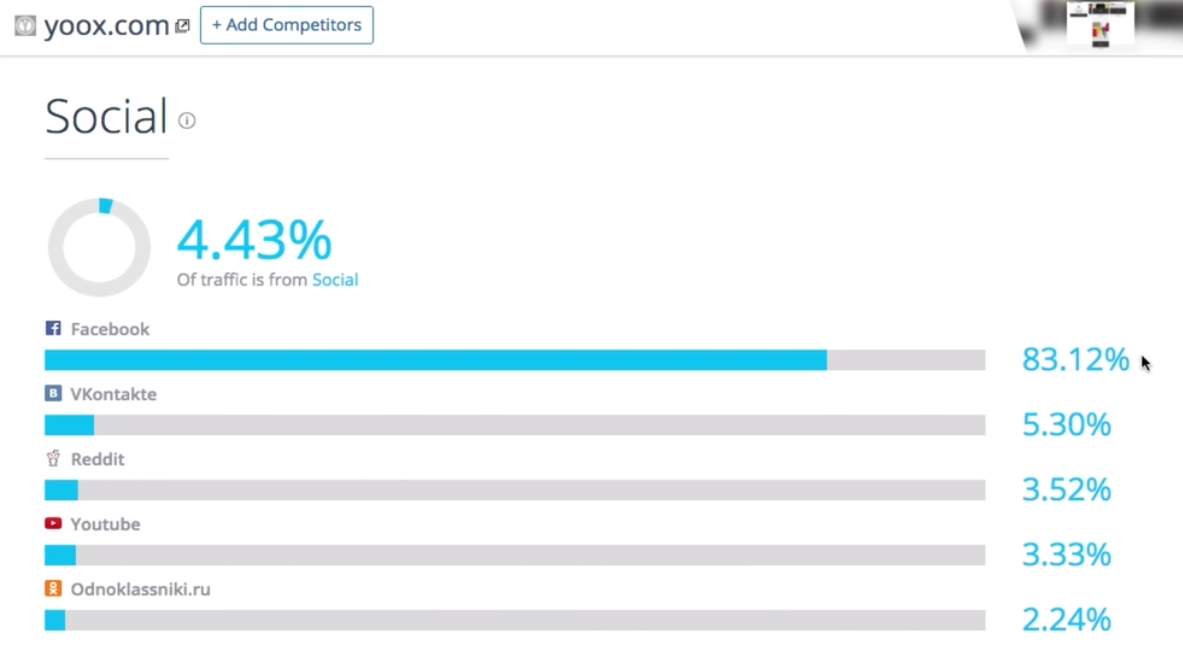 yoox.com + Add Competitors
Social
4.43%
Of traffic is from Social
Facebook
83.12%
VKontakte
5.30%
Reddit
3.52%
Youtube
3.33%
Odnoklassniki.ru
2.24%